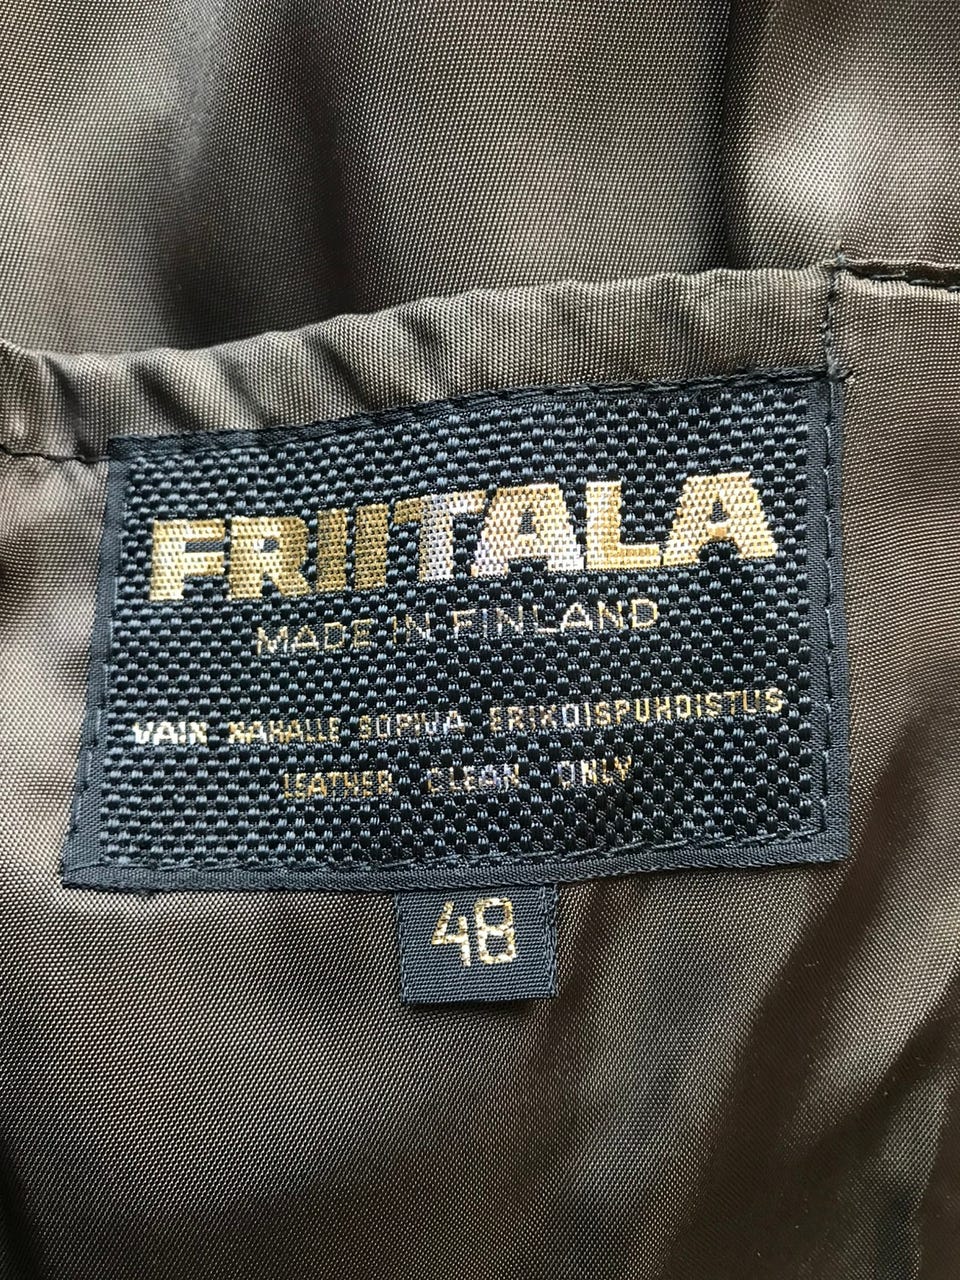 FRIITALA
MADE IN FINLAND
VAIN NAHALLE SOPIVA ERIKOISPUHDISTUS
LEATHER CLEAN ONLY
48